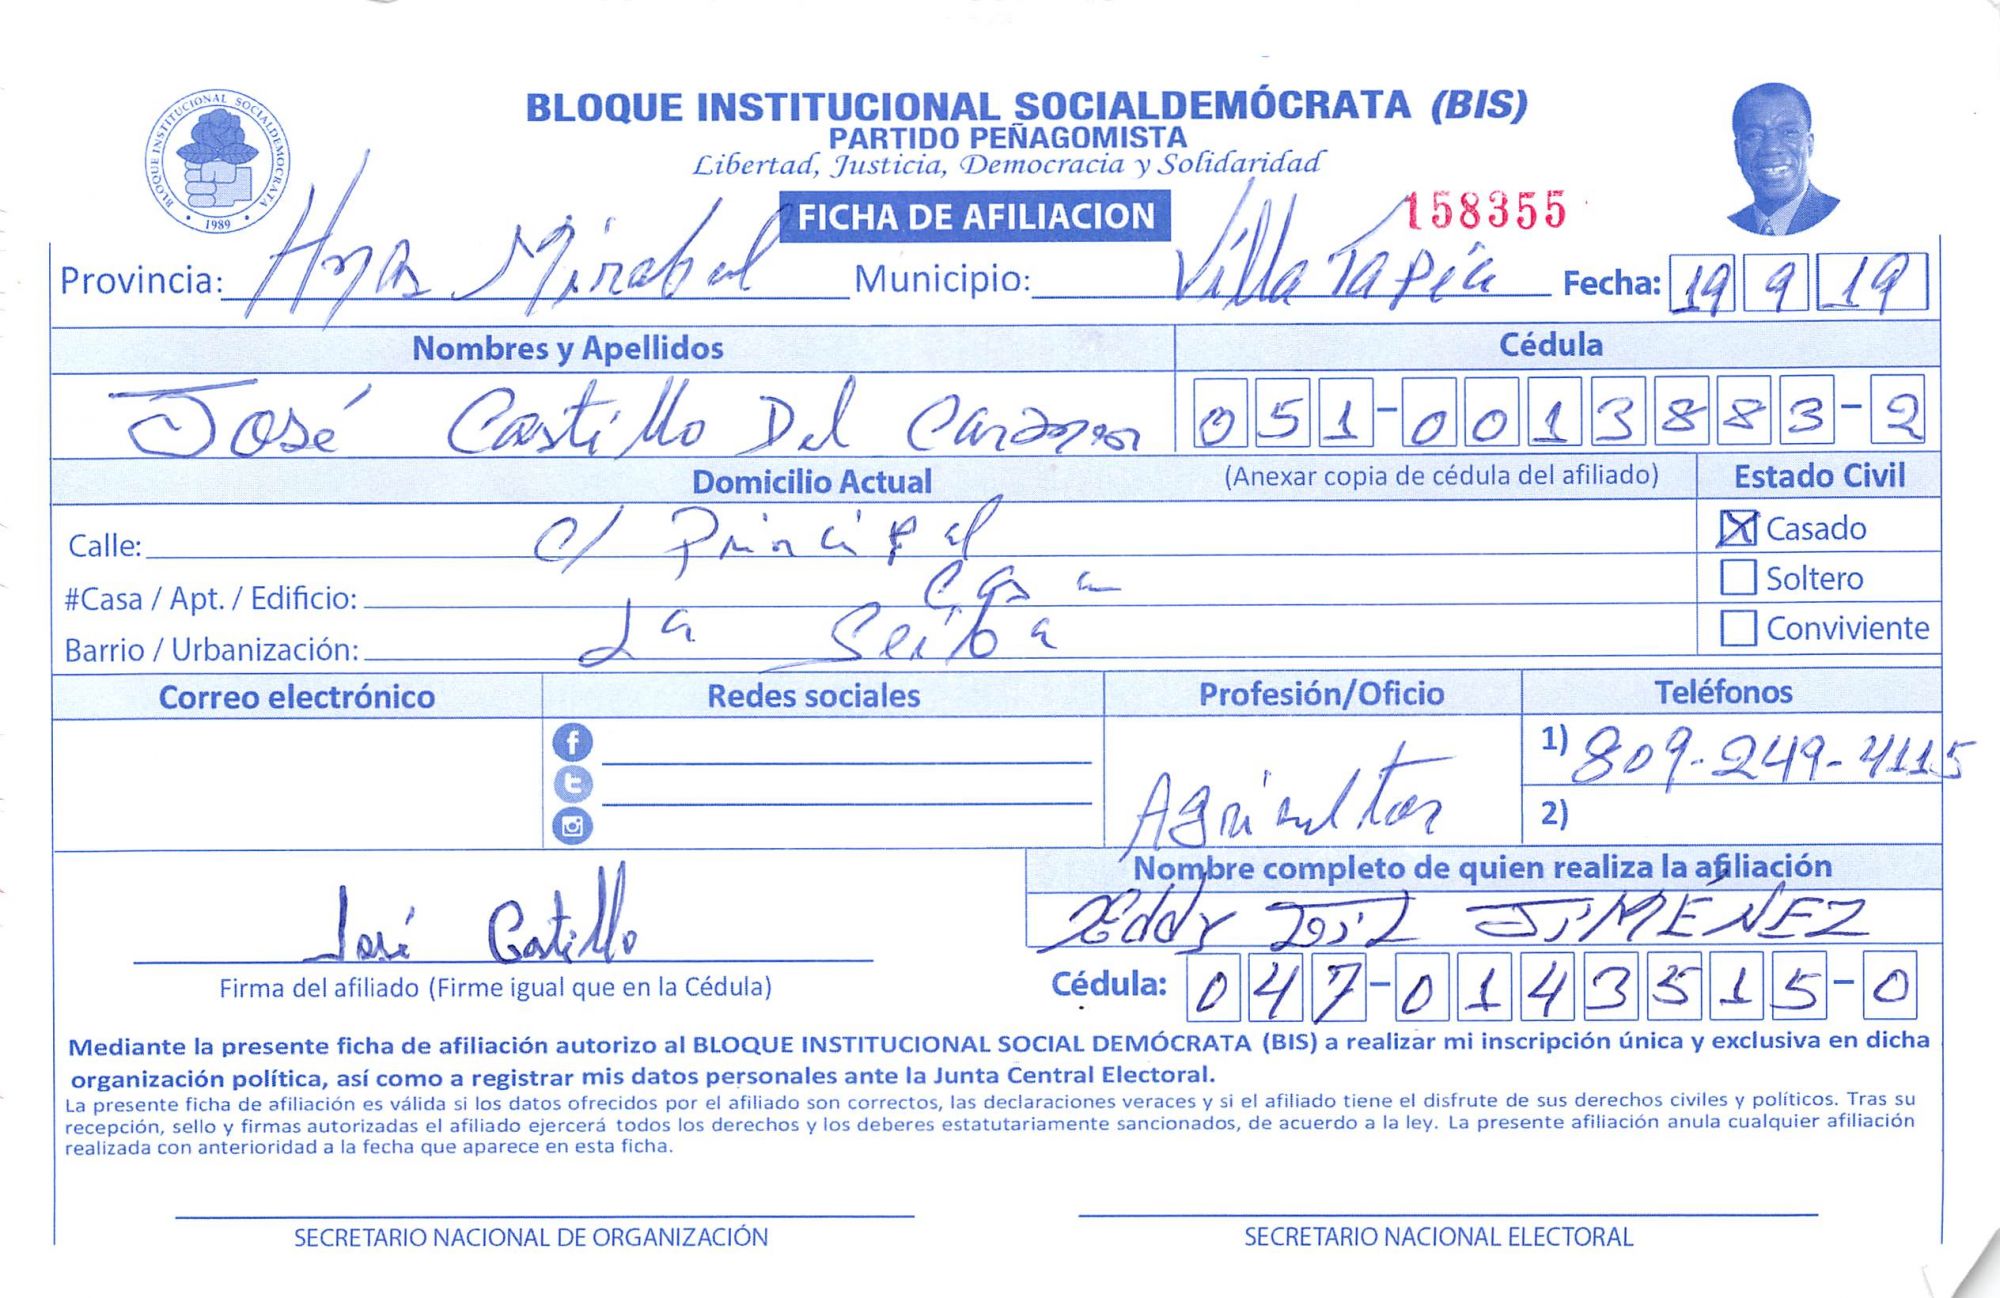 BLOQUE INSTITUCIONAL SOCIALDEMÓCRATA (BIS)
PARTIDO PEÑAGOMISTA
Libertad, Justicia, Democracia y Solidaridad
BLOQUE INSTITUCIONAL SOCIALDEMOCRATA
1989
FICHA DE AFILIACION
158355
Provincia: Hnas Mirabal Municipio: Villa Tapia Fecha: 19 9 19
Nombres y Apellidos Cédula
José Castillo Del 051-0013883-2
Domicilio Actual (Anexar copia de cédula del afiliado) Estado Civil
Calle: c/ Principal Casado
#Casa / Apt. / Edificio: Casa Soltero
Barrio / Urbanización: La Seiba Conviviente
Correo electrónico Redes sociales Profesión/Oficio Teléfonos
1) 809-249-4115
Agricultor 2)
Nombre completo de quien realiza la afiliación
Eddy JIMÉNEZ
José Castillo
Firma del afiliado (Firme igual que en la Cédula) Cédula: 047-0143515-0
Mediante la presente ficha de afiliación autorizo al BLOQUE INSTITUCIONAL SOCIAL DEMÓCRATA (BIS) a realizar mi inscripción única y exclusiva en dicha
organización política, así como a registrar mis datos personales ante la Junta Central Electoral.
La presente ficha de afiliación es válida si los datos ofrecidos por el afiliado son correctos, las declaraciones veraces y si el afiliado tiene el disfrute de sus derechos civiles y políticos. Tras su
recepción, sello y firmas autorizadas el afiliado ejercerá todos los derechos y los deberes estatutariamente sancionados, de acuerdo a la ley. La presente afiliación anula cualquier afiliación
realizada con anterioridad a la fecha que aparece en esta ficha.
SECRETARIO NACIONAL DE ORGANIZACIÓN SECRETARIO NACIONAL ELECTORAL